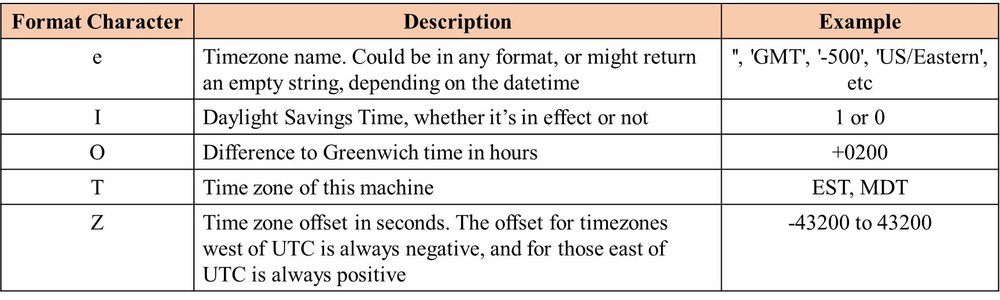 Format Character Description Example
e Timezone name. Could be in any format, or might return '', 'GMT', '-500', 'US/Eastern',
an empty string, depending on the datetime etc
I Daylight Savings Time, whether it’s in effect or not 1 or 0
O Difference to Greenwich time in hours +0200
T Time zone of this machine EST, MDT
Z Time zone offset in seconds. The offset for timezones -43200 to 43200
west of UTC is always negative, and for those east of
UTC is always positive